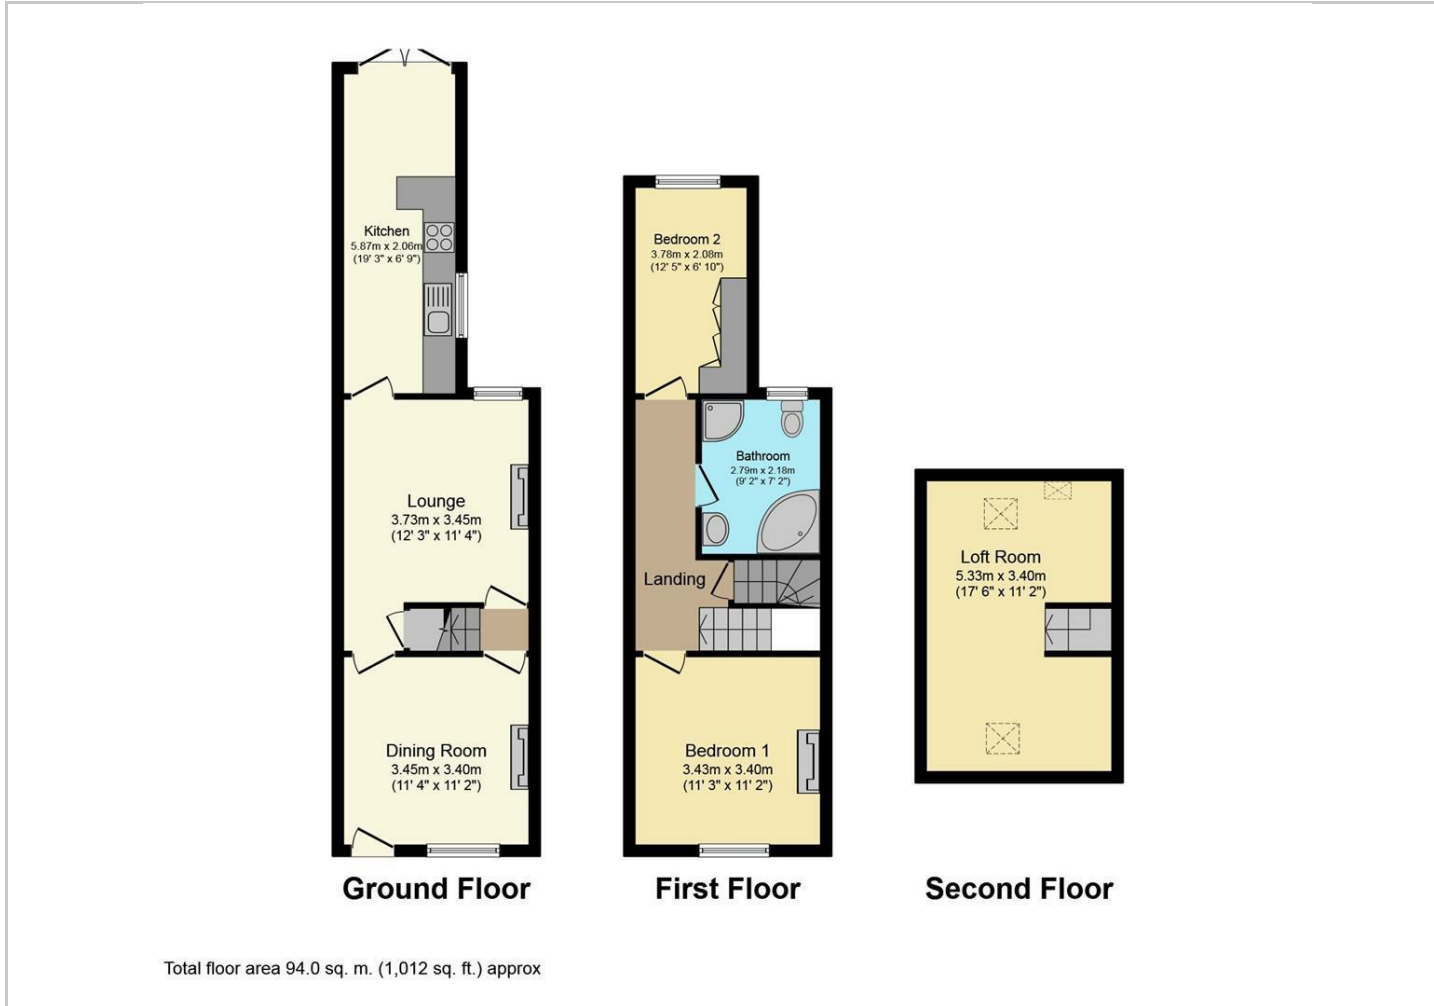 Kitchen
5.87m x 2.06m
(19' 3" x 6' 9")
Lounge
3.73m x 3.45m
(12' 3" x 11' 4")
Dining Room
3.45m x 3.40m
(11' 4" x 11' 2")
Ground Floor
Bedroom 2
3.78m x 2.08m
(12' 5" x 6' 10")
Bathroom
2.79m x 2.18m
(9' 2" x 7' 2")
Landing
Bedroom 1
3.43m x 3.40m
(11' 3" x 11' 2")
First Floor
Loft Room
5.33m x 3.40m
(17' 6" x 11' 2")
Second Floor
Total floor area 94.0 sq. m. (1,012 sq. ft.) approx